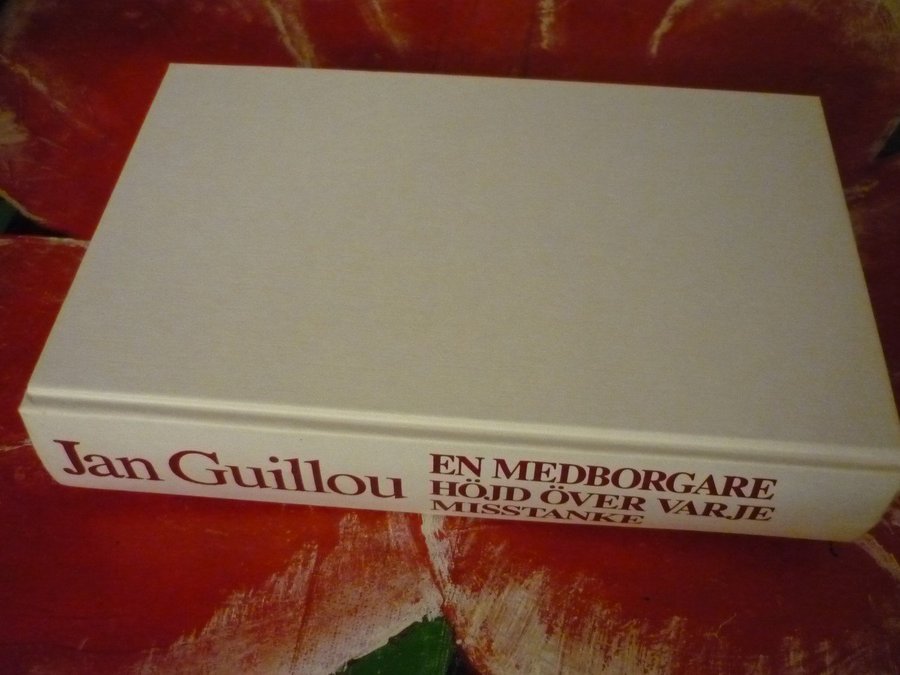 Jan Guillou
EN MEDBORGARE
HÖJD ÖVER VARJE
MISSTANKE